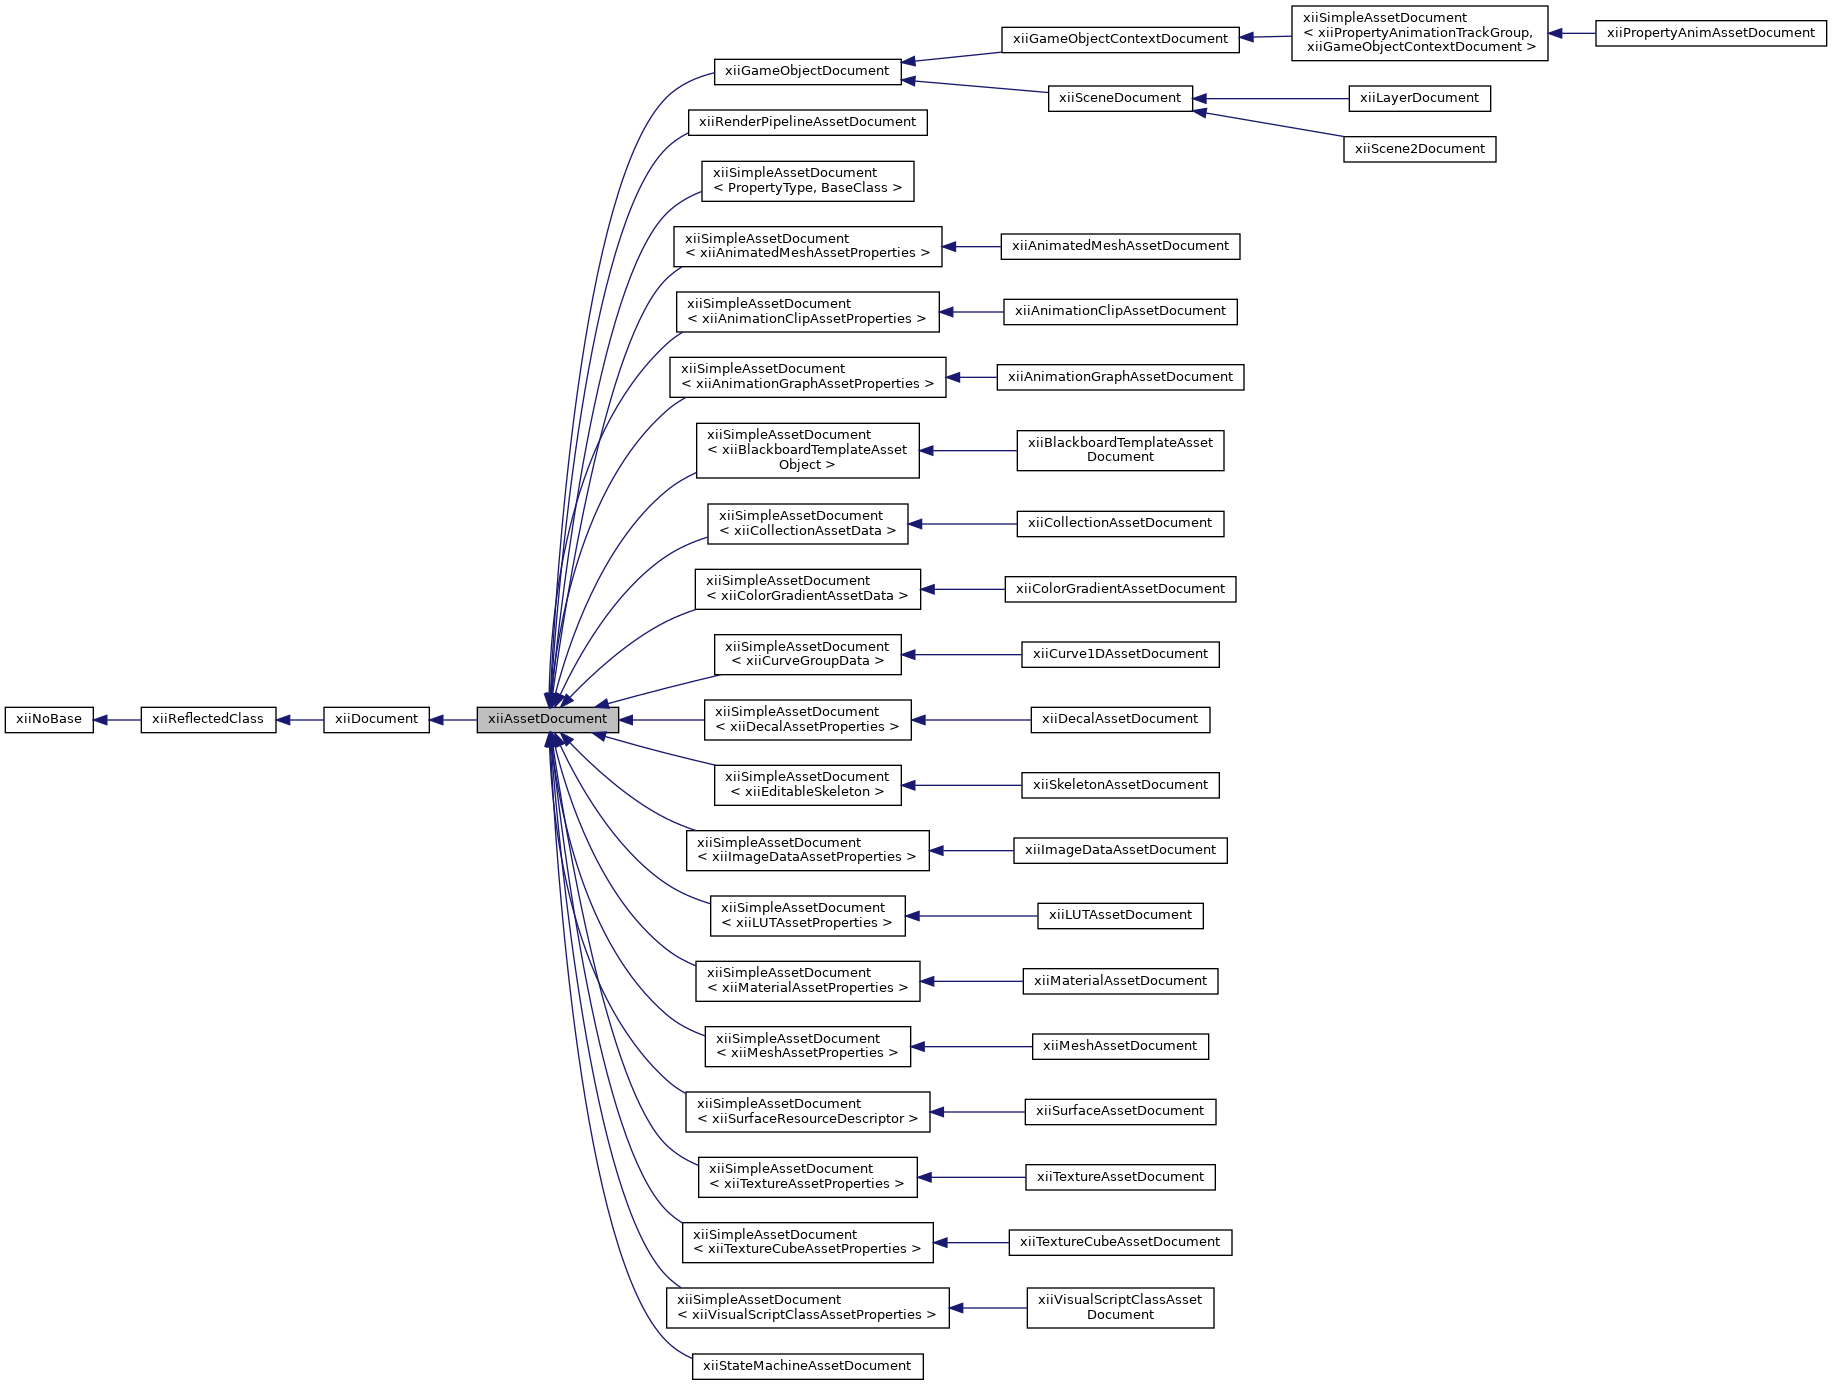 xiiNoBase
xiiReflectedClass
xiiDocument
xiiAssetDocument
xiiGameObjectDocument
xiiGameObjectContextDocument
xiiSimpleAssetDocument
< xiiPropertyAnimationTrackGroup,
xiiGameObjectContextDocument >
xiiPropertyAnimAssetDocument
xiiSceneDocument
xiiLayerDocument
xiiScene2Document
xiiRenderPipelineAssetDocument
xiiSimpleAssetDocument
< PropertyType, BaseClass >
xiiSimpleAssetDocument
< xiiAnimatedMeshAssetProperties >
xiiAnimatedMeshAssetDocument
xiiSimpleAssetDocument
< xiiAnimationClipAssetProperties >
xiiAnimationClipAssetDocument
xiiSimpleAssetDocument
< xiiAnimationGraphAssetProperties >
xiiAnimationGraphAssetDocument
xiiSimpleAssetDocument
< xiiBlackboardTemplateAsset
Object >
xiiBlackboardTemplateAsset
Document
xiiSimpleAssetDocument
< xiiCollectionAssetData >
xiiCollectionAssetDocument
xiiSimpleAssetDocument
< xiiColorGradientAssetData >
xiiColorGradientAssetDocument
xiiSimpleAssetDocument
< xiiCurveGroupData >
xiiCurve1DAssetDocument
xiiSimpleAssetDocument
< xiiDecalAssetProperties >
xiiDecalAssetDocument
xiiSimpleAssetDocument
< xiiEditableSkeleton >
xiiSkeletonAssetDocument
xiiSimpleAssetDocument
< xiiImageDataAssetProperties >
xiiImageDataAssetDocument
xiiSimpleAssetDocument
< xiiLUTAssetProperties >
xiiLUTAssetDocument
xiiSimpleAssetDocument
< xiiMaterialAssetProperties >
xiiMaterialAssetDocument
xiiSimpleAssetDocument
< xiiMeshAssetProperties >
xiiMeshAssetDocument
xiiSimpleAssetDocument
< xiiSurfaceResourceDescriptor >
xiiSurfaceAssetDocument
xiiSimpleAssetDocument
< xiiTextureAssetProperties >
xiiTextureAssetDocument
xiiSimpleAssetDocument
< xiiTextureCubeAssetProperties >
xiiTextureCubeAssetDocument
xiiSimpleAssetDocument
< xiiVisualScriptClassAssetProperties >
xiiVisualScriptClassAsset
Document
xiiStateMachineAssetDocument